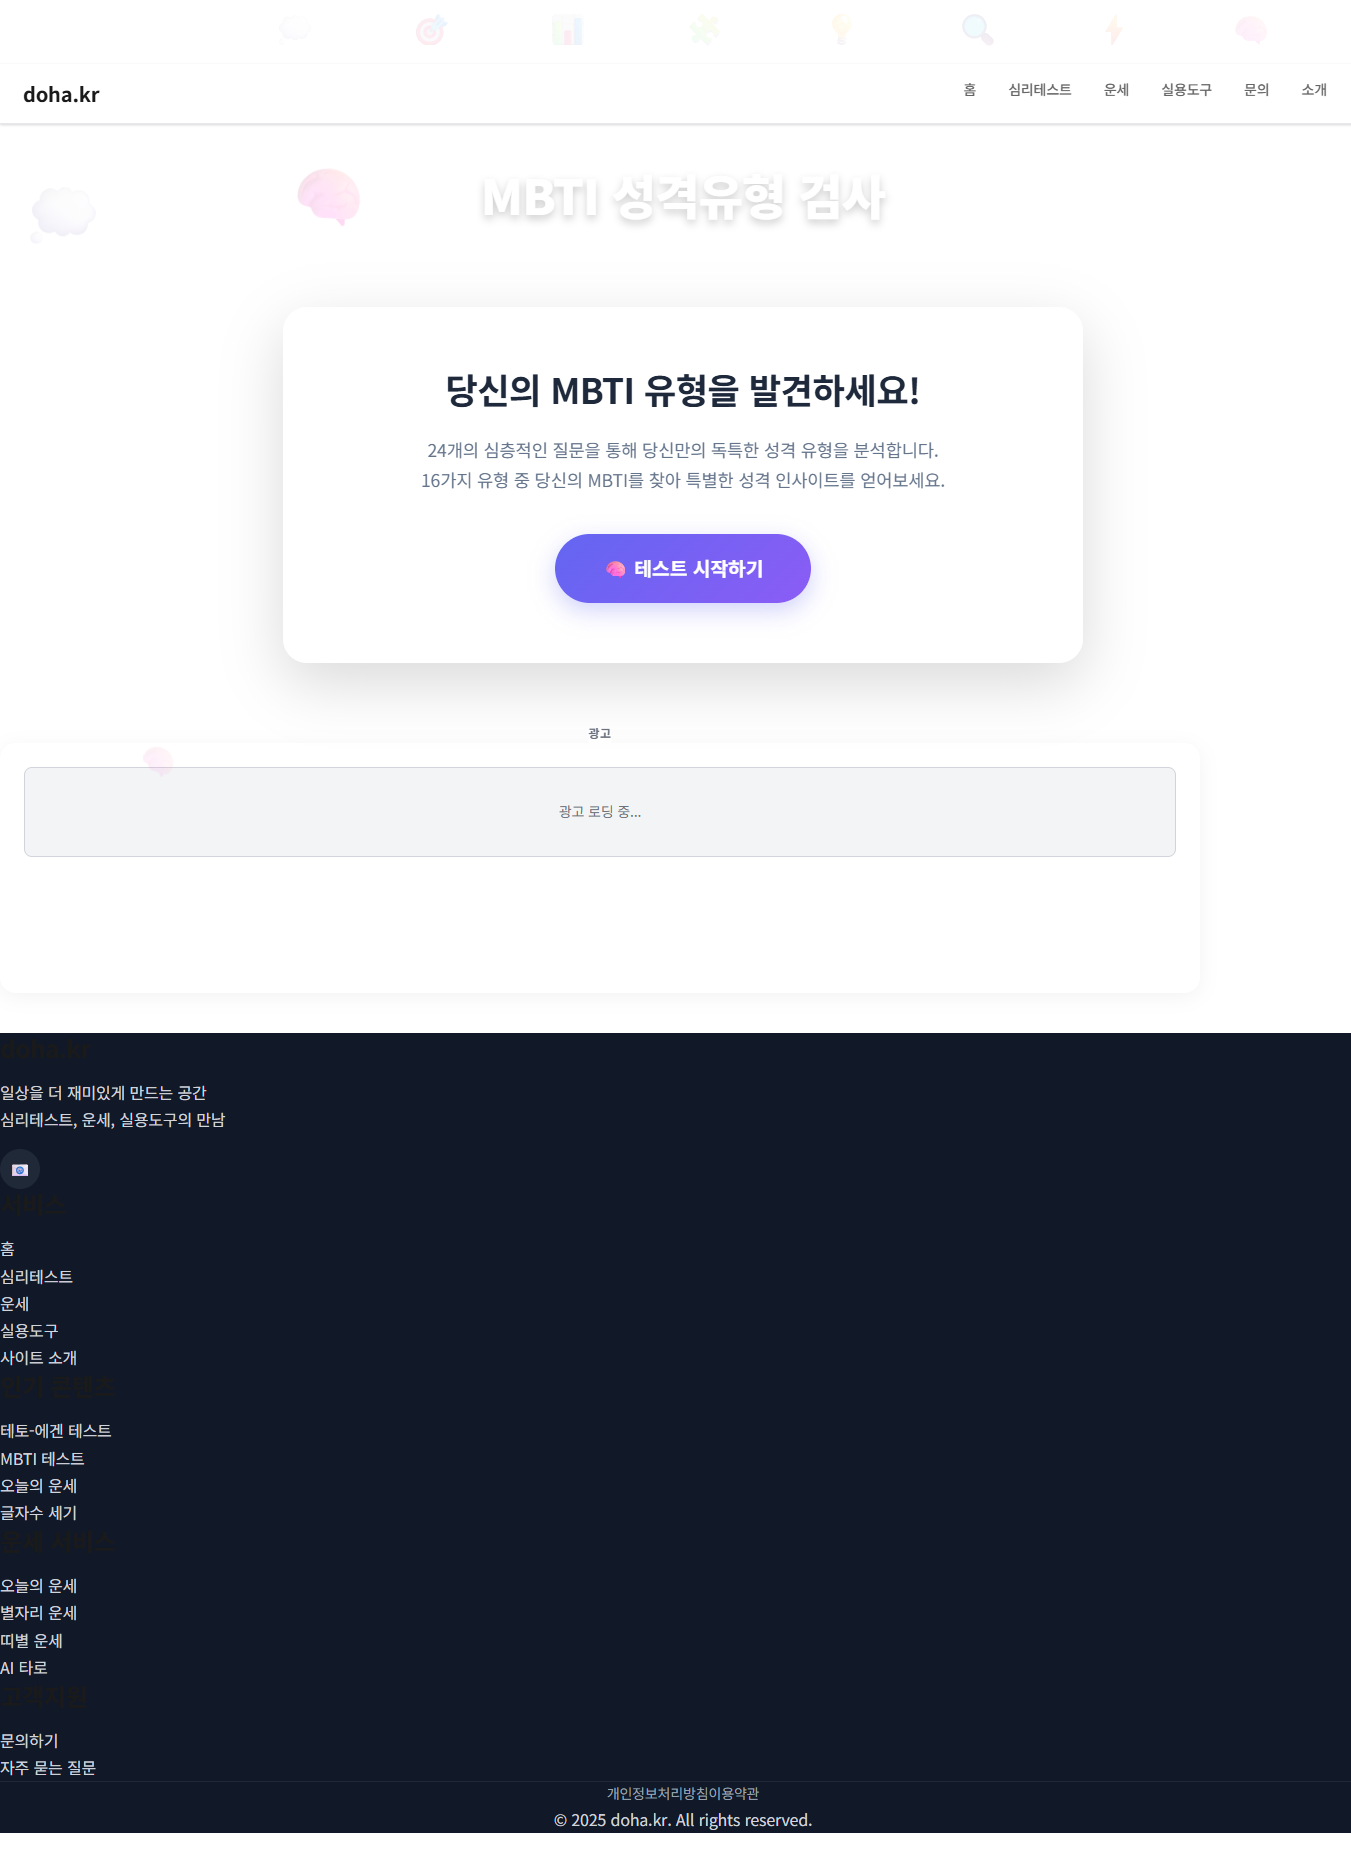 doha.kr
홈
심리테스트
운세
실용도구
문의
소개
MBTI 성격유형 검사
당신의 MBTI 유형을 발견하세요!
24개의 심층적인 질문을 통해 당신만의 독특한 성격 유형을 분석합니다.
16가지 유형 중 당신의 MBTI를 찾아 특별한 성격 인사이트를 얻어보세요.
테스트 시작하기
광고
광고 로딩 중...
doha.kr
일상을 더 재미있게 만드는 공간
심리테스트, 운세, 실용도구의 만남
서비스
홈
심리테스트
운세
실용도구
사이트 소개
인기 콘텐츠
테토-에겐 테스트
MBTI 테스트
오늘의 운세
글자수 세기
운세 서비스
오늘의 운세
별자리 운세
띠별 운세
AI 타로
고객지원
문의하기
자주 묻는 질문
개인정보처리방침이용약관
© 2025 doha.kr. All rights reserved.